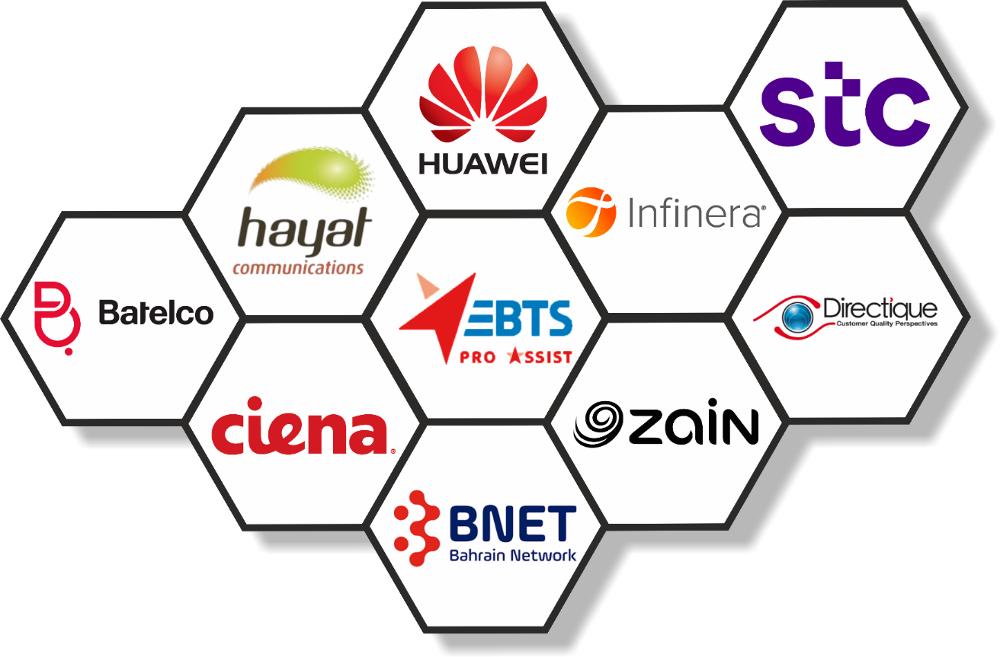 HUAWEI
stc
hayat
communications
Infinera®
Batelco
EBTS
PRO ASSIST
Directique
Customer Quality Perspectives
ciena®
zain
BNET
Bahrain Network